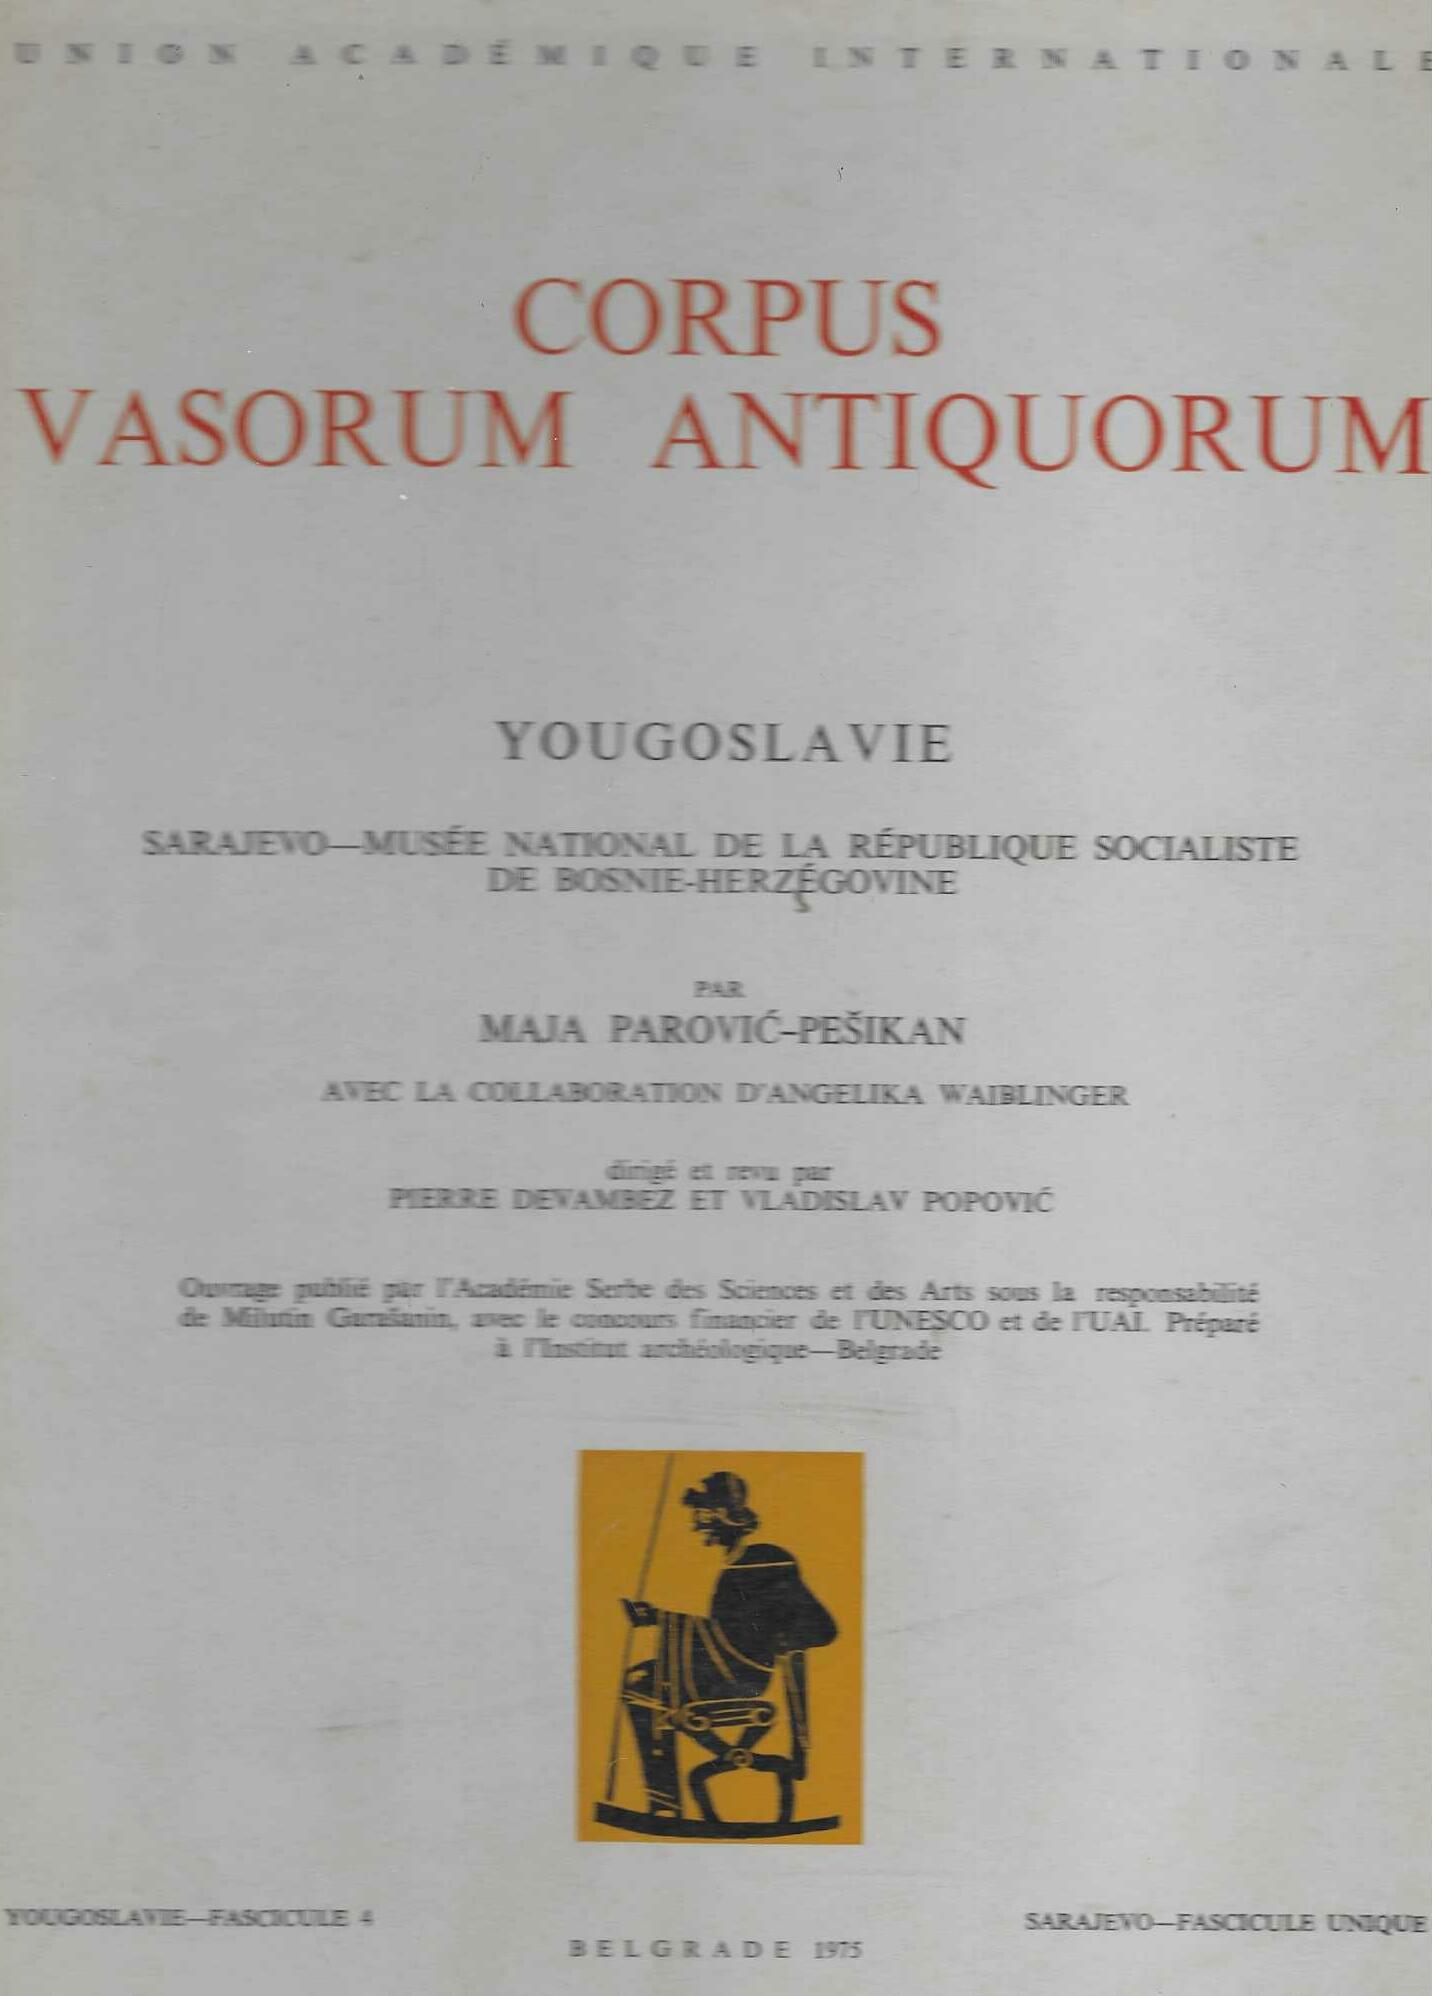 UNION ACADÉMIQUE INTERNATIONALE
CORPUS
VASORUM ANTIQUORUM
YOUGOSLAVIE
SARAJEVO—MUSÉE NATIONAL DE LA RÉPUBLIQUE SOCIALISTE
DE BOSNIE-HERZÉGOVINE
PAR
MAJA PAROVIĆ-PEŠIKAN
AVEC LA COLLABORATION D'ANGELIKA WAIBLINGER
dirigé et revu par
PIERRE DEVAMBEZ ET VLADISLAV POPOVIĆ
Ouvrage publié par l'Académie Serbe des Sciences et des Arts sous la responsabilité
de Milutin Garašanin, avec le concours financier de l'UNESCO et de l'UAI. Préparé
à l'Institut archéologique—Belgrade
YOUGOSLAVIE—FASCICULE 4
SARAJEVO—FASCICULE UNIQUE
BELGRADE 1975